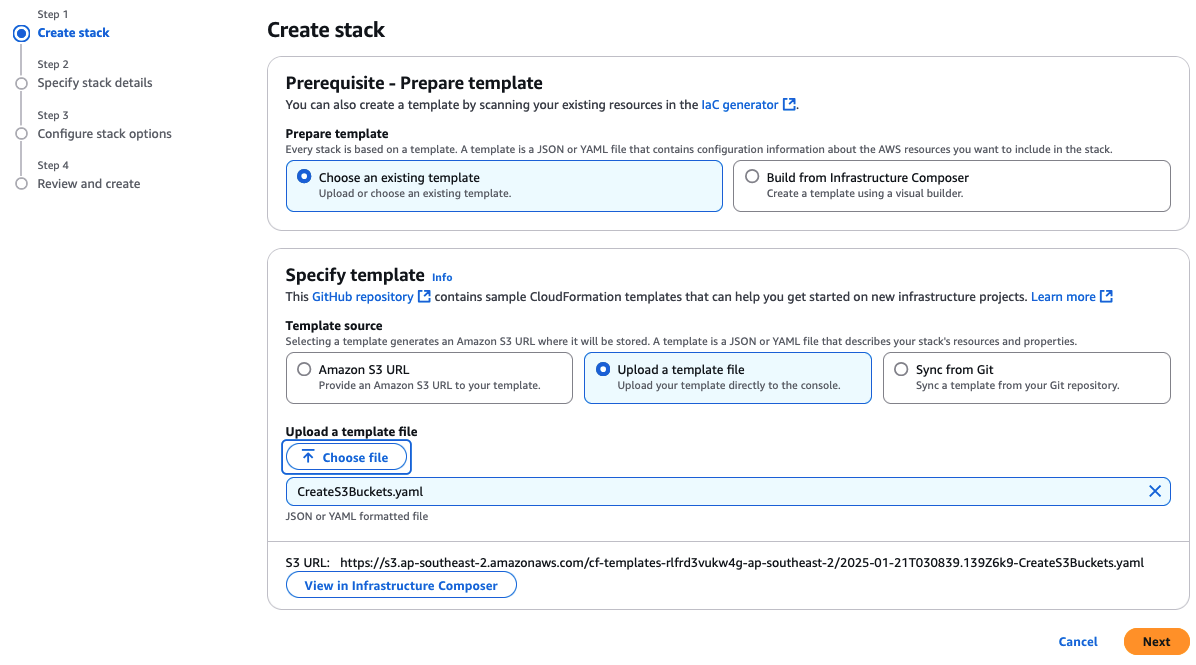 Step 1
Create stack
Step 2
Specify stack details
Step 3
Configure stack options
Step 4
Review and create
Create stack
Prerequisite - Prepare template
You can also create a template by scanning your existing resources in the IaC generator.
Prepare template
Every stack is based on a template. A template is a JSON or YAML file that contains configuration information about the AWS resources you want to include in the stack.
Choose an existing template
Upload or choose an existing template.
Build from Infrastructure Composer
Create a template using a visual builder.
Specify template Info
This GitHub repository contains sample CloudFormation templates that can help you get started on new infrastructure projects. Learn more
Template source
Selecting a template generates an Amazon S3 URL where it will be stored. A template is a JSON or YAML file that describes your stack's resources and properties.
Amazon S3 URL
Provide an Amazon S3 URL to your template.
Upload a template file
Upload your template directly to the console.
Sync from Git
Sync a template from your Git repository.
Upload a template file
Choose file
CreateS3Buckets.yaml
JSON or YAML formatted file
S3 URL: https://s3.ap-southeast-2.amazonaws.com/cf-templates-rlfrd3vukw4g-ap-southeast-2/2025-01-21T030839.139Z6k9-CreateS3Buckets.yaml
View in Infrastructure Composer
Cancel
Next